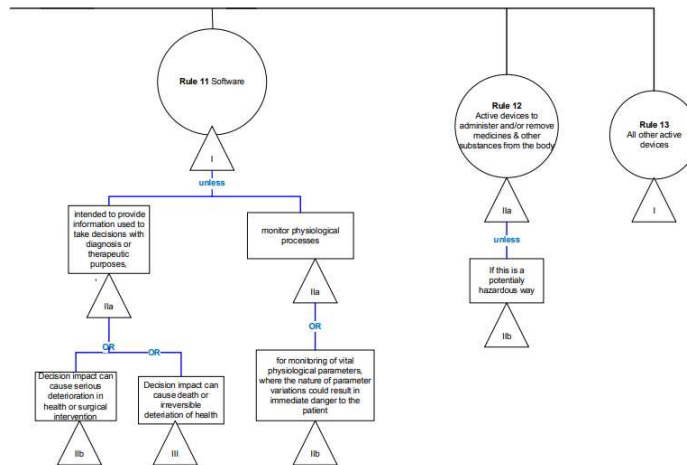 Rule 11 Software
I
unless
intended to provide
information used to
take decisions with
diagnosis or
therapeutic
purposes,
IIa
OR
OR
Decision impact can
cause serious
deterioration in
health or surgical
intervention
IIb
Decision impact can
cause death or
irreversible
deteriation of health
III
monitor physiological
processes
IIa
OR
for monitoring of vital
physiological parameters,
where the nature of parameter
variations could result in
immediate danger to the
patient
IIb
Rule 12
Active devices to
administer and/or remove
medicines & other
substances from the body
IIa
unless
If this is a
potentialy
hazardous way
IIb
Rule 13
All other active
devices
I